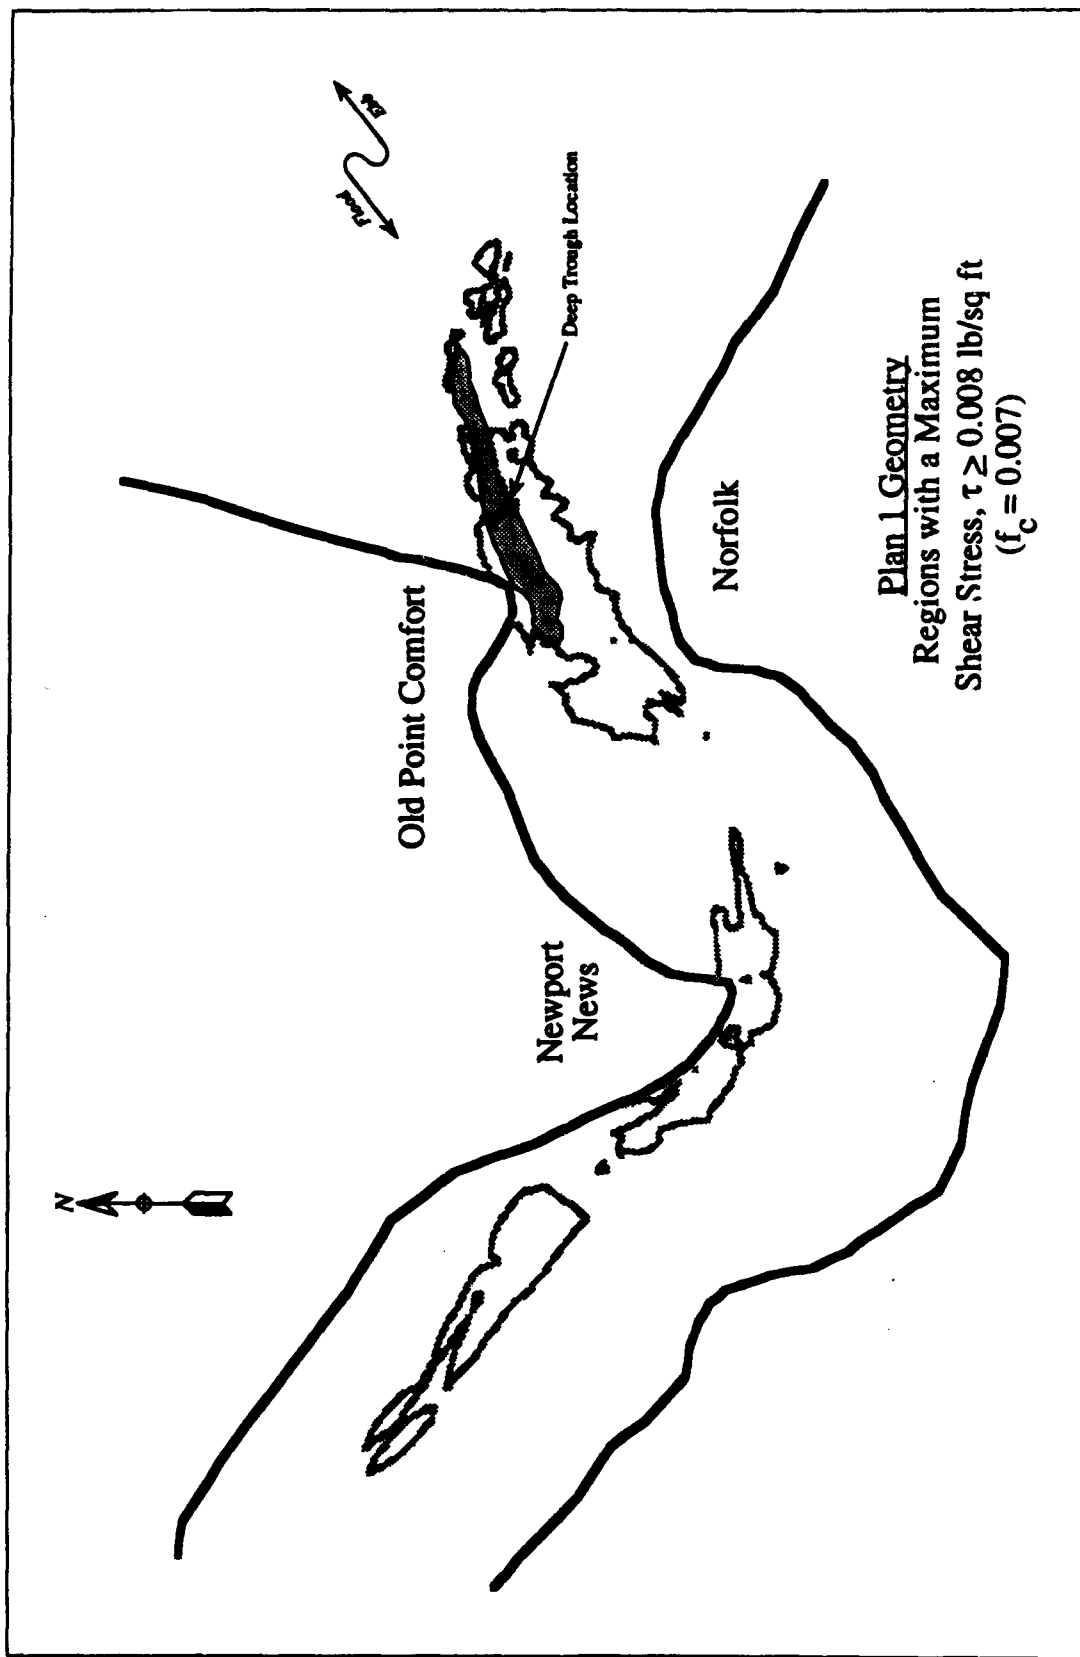 N
Flood
Ebb
Deep Trough Location
Old Point Comfort
Newport
News
Norfolk
Plan 1 Geometry
Regions with a Maximum
Shear Stress, τ ≥ 0.008 lb/sq ft
(f_c = 0.007)